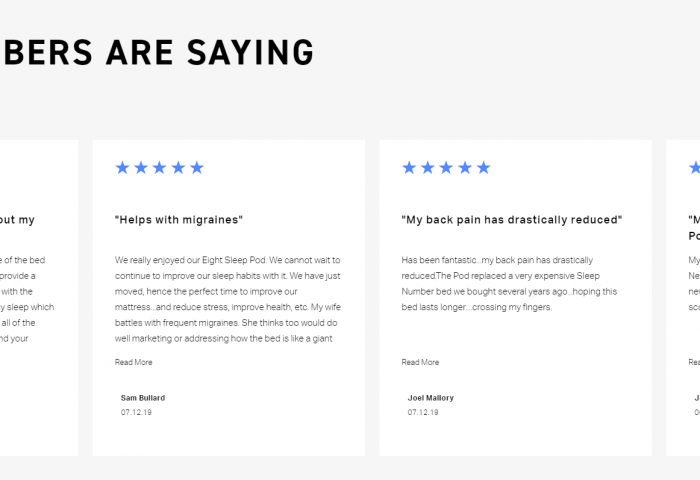 BERS ARE SAYING
out my
e of the bed
provide a
with the
y sleep which
all of the
nd your
"Helps with migraines"
We really enjoyed our Eight Sleep Pod. We cannot wait to
continue to improve our sleep habits with it. We have just
moved, hence the perfect time to improve our
mattress...and reduce stress, improve health, etc. My wife
battles with frequent migraines. She thinks too would do
well marketing or addressing how the bed is like a giant
Read More
Sam Bullard
07.12.19
"My back pain has drastically reduced"
Has been fantastic...my back pain has drastically
reduced.The Pod replaced a very expensive Sleep
Number bed we bought several years ago...hoping this
bed lasts longer....crossing my fingers.
Read More
Joel Mallory
07.12.19
"M
Po
My
Ne
ne
sc
Rea
J
0